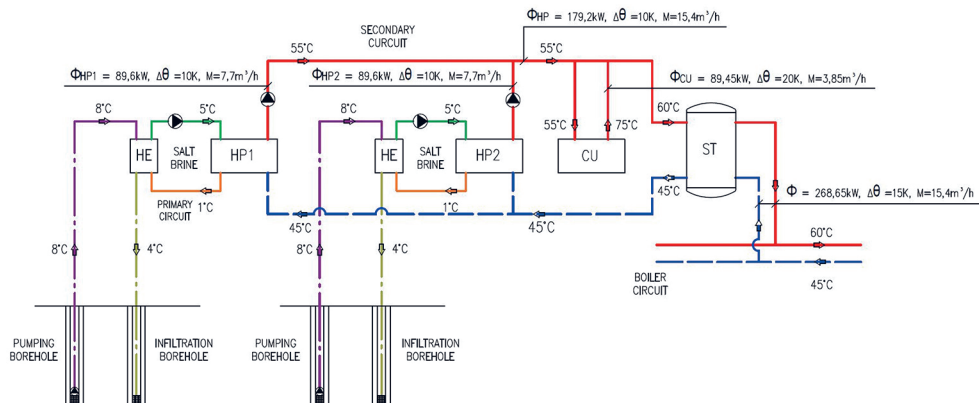 ΦHP = 179,2kW, Δθ =10K, M=15,4m³/h
SECONDARY
CURCUIT
55°C
55°C
ΦHP1 = 89,6kW, Δθ =10K, M=7,7m³/h
ΦHP2 = 89,6kW, Δθ =10K, M=7,7m³/h
ΦCU = 89,45kW, Δθ =20K, M=3,85m³/h
8°C
5°C
8°C
5°C
60°C
55°C
75°C
HE
SALT
BRINE
HP1
HE
SALT
BRINE
HP2
CU
ST
PRIMARY
CIRCUIT
1°C
1°C
45°C
Φ = 268,65kW, Δθ =15K, M=15,4m³/h
45°C
45°C
8°C
4°C
8°C
4°C
60°C
BOILER
CIRCUIT
45°C
PUMPING
BOREHOLE
INFILTRATION
BOREHOLE
PUMPING
BOREHOLE
INFILTRATION
BOREHOLE